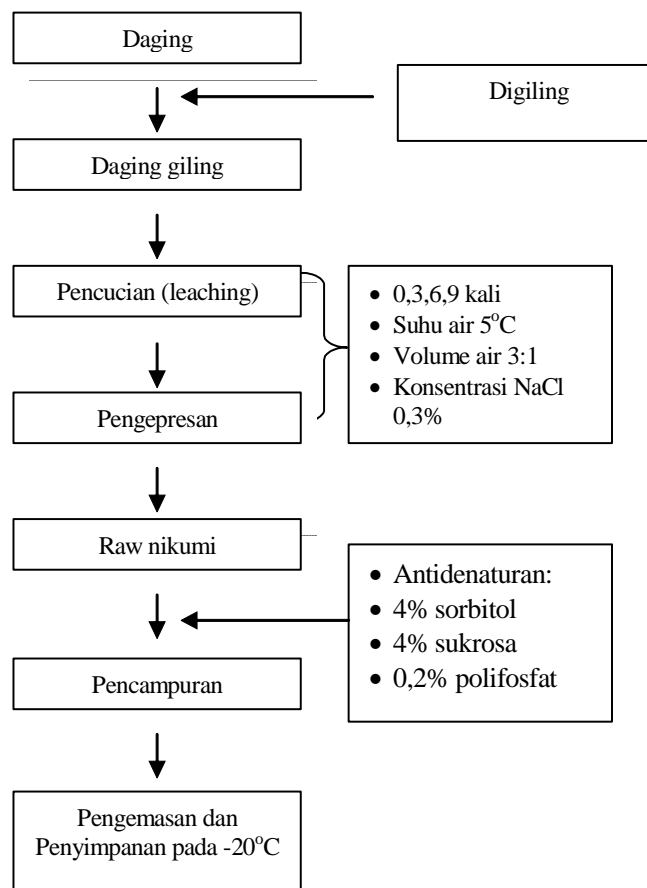 Daging
Digiling
Daging giling
Pencucian (leaching)
• 0,3,6,9 kali
• Suhu air 5°C
• Volume air 3:1
• Konsentrasi NaCl
0,3%
Pengepresan
Raw nikumi
• Antidenaturan:
• 4% sorbitol
• 4% sukrosa
• 0,2% polifosfat
Pencampuran
Pengemasan dan
Penyimpanan pada -20°C